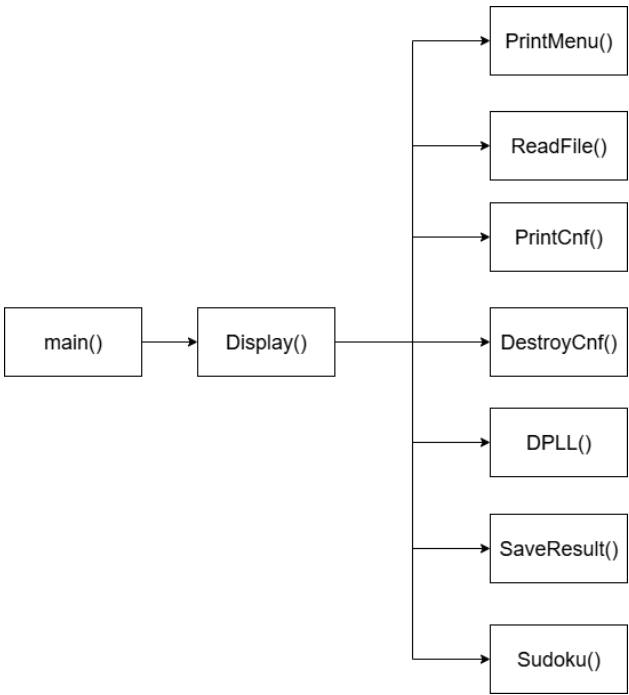 PrintMenu()
ReadFile()
PrintCnf()
main()
Display()
DestroyCnf()
DPLL()
SaveResult()
Sudoku()